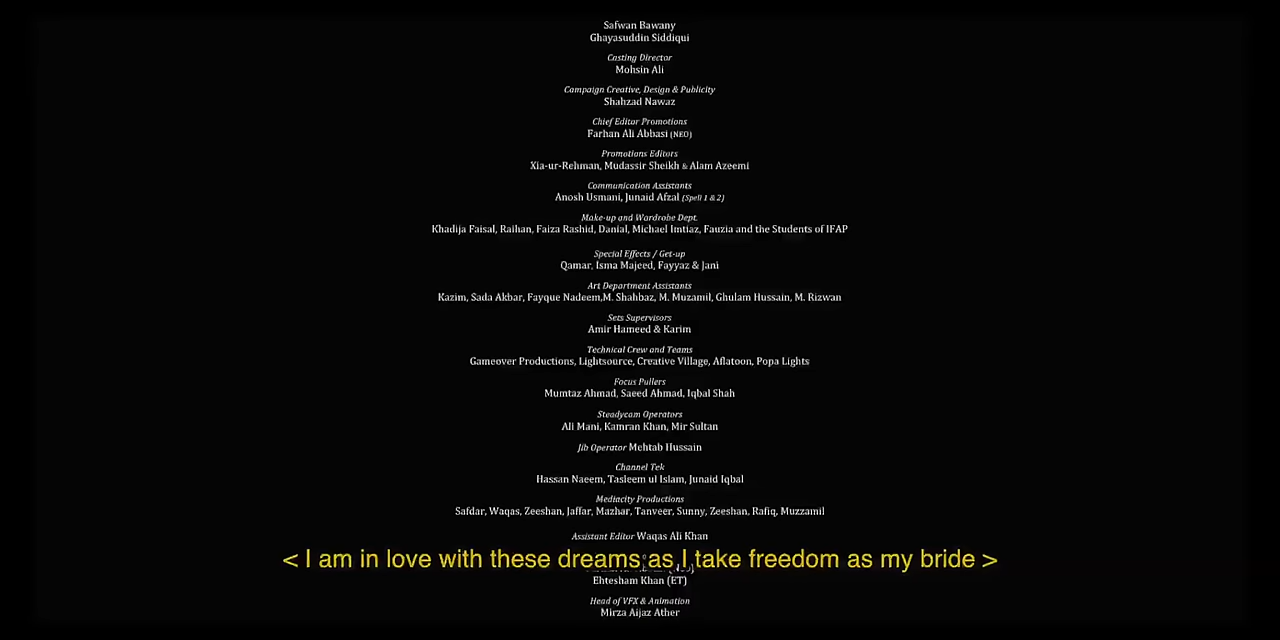 Safwan Bawany
Ghayasuddin Siddiqui
Casting Director
Mohsin Ali
Campaign Creative, Design & Publicity
Shahzad Nawaz
Chief Editor Promotions
Farhan Ali Abbasi (NEO)
Promotions Editors
Xia-ur-Rehman, Mudassir Sheikh & Alam Azeemi
Communication Assistants
Anosh Usmani, Junaid Afzal (Spell 1 & 2)
Make-up and Wardrobe Dept.
Khadija Faisal, Raihan, Faiza Rashid, Danial, Michael Imtiaz, Fauzia and the Students of IFAP
Special Effects / Get-up
Qamar, Isma Majeed, Fayyaz & Jani
Art Department Assistants
Kazim, Sada Akbar, Fayque Nadeem,M. Shahbaz, M. Muzamil, Ghulam Hussain, M. Rizwan
Sets Supervisors
Amir Hameed & Karim
Technical Crew and Teams
Gameover Productions, Lightsource, Creative Village, Aflatoon, Popa Lights
Focus Pullers
Mumtaz Ahmad, Saeed Ahmad, Iqbal Shah
Steadycam Operators
Ali Mani, Kamran Khan, Mir Sultan
Jib Operator Mehtab Hussain
Channel Tek
Hassan Naeem, Tasleem ul Islam, Junaid Iqbal
Mediacity Productions
Safdar, Waqas, Zeeshan, Jaffar, Mazhar, Tanveer, Sunny, Zeeshan, Rafiq, Muzzamil
Assistant Editor Waqas Ali Khan
< I am in love with these dreams as I take freedom as my bride >
Ehtesham Khan (ET)
Head of VFX & Animation
Mirza Aijaz Ather